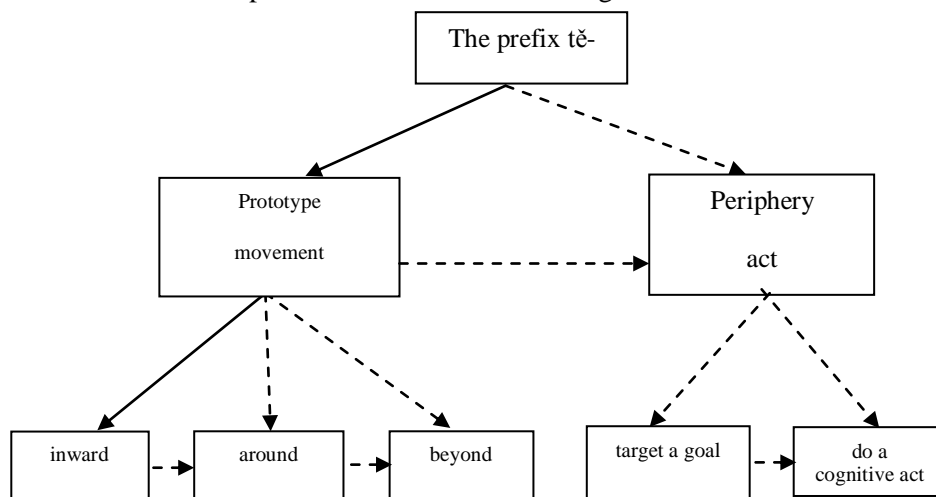 The prefix tě-
Prototype
movement
Periphery
act
inward
around
beyond
target a goal
do a
cognitive act